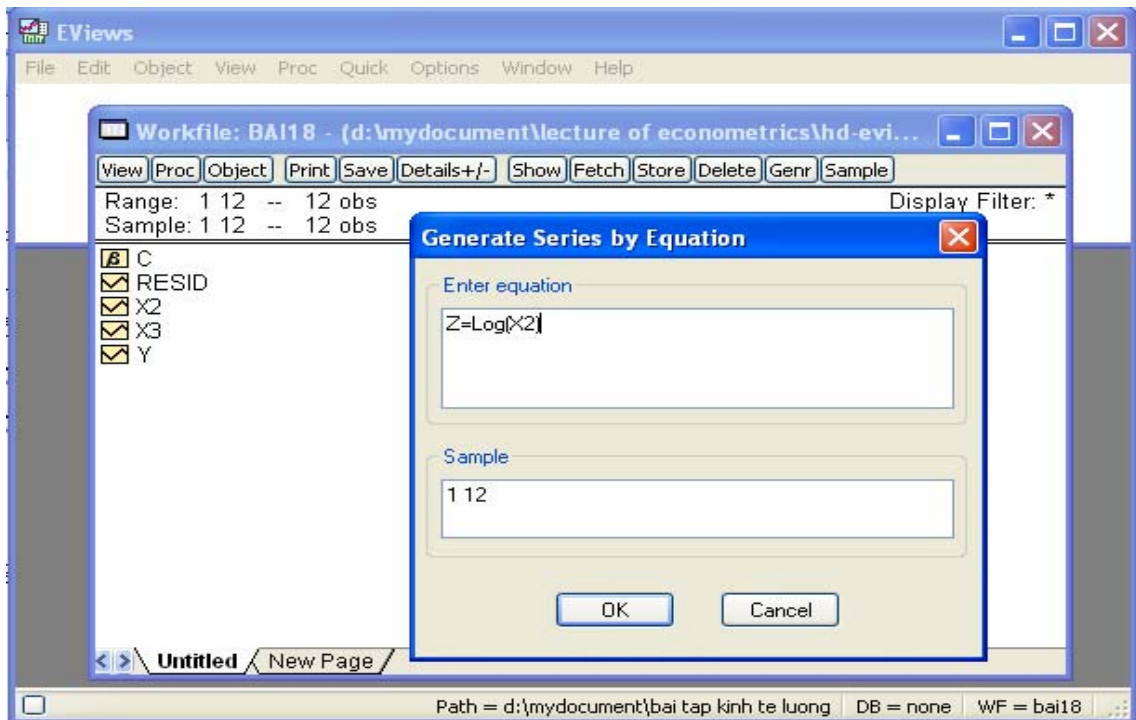 EViews
File Edit Object View Proc Quick Options Window Help
Workfile: BAI18 - (d:\mydocument\lecture of econometrics\hd-evi...
View Proc Object Print Save Details+/- Show Fetch Store Delete Genr Sample
Range: 1 12 -- 12 obs Display Filter: *
Sample: 1 12 -- 12 obs
C
RESID
X2
X3
Y
Generate Series by Equation
Enter equation
Z=Log(X2)
Sample
1 12
OK Cancel
Untitled New Page
Path = d:\mydocument\bai tap kinh te luong DB = none WF = bai18